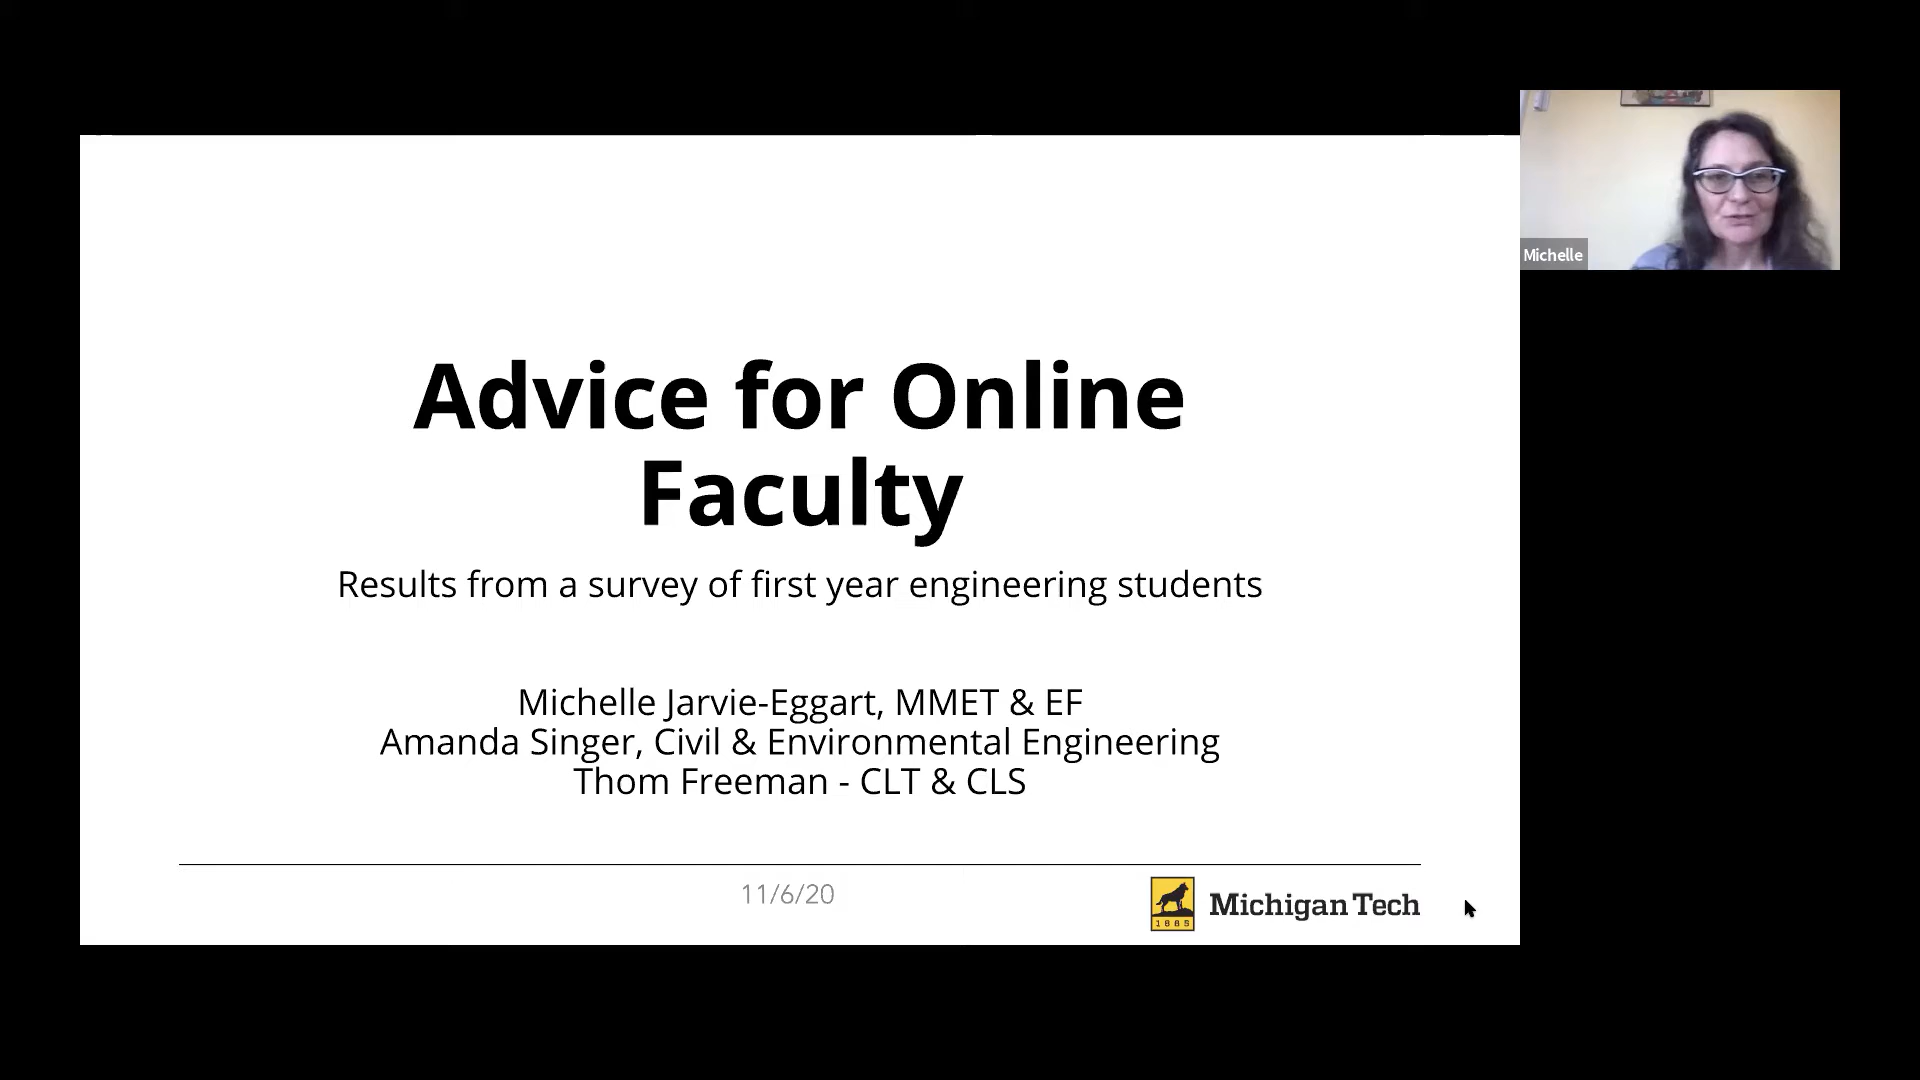 Advice for Online
Faculty
Results from a survey of first year engineering students
Michelle Jarvie-Eggart, MMET & EF
Amanda Singer, Civil & Environmental Engineering
Thom Freeman - CLT & CLS
11/6/20
1885
Michigan Tech
Michelle